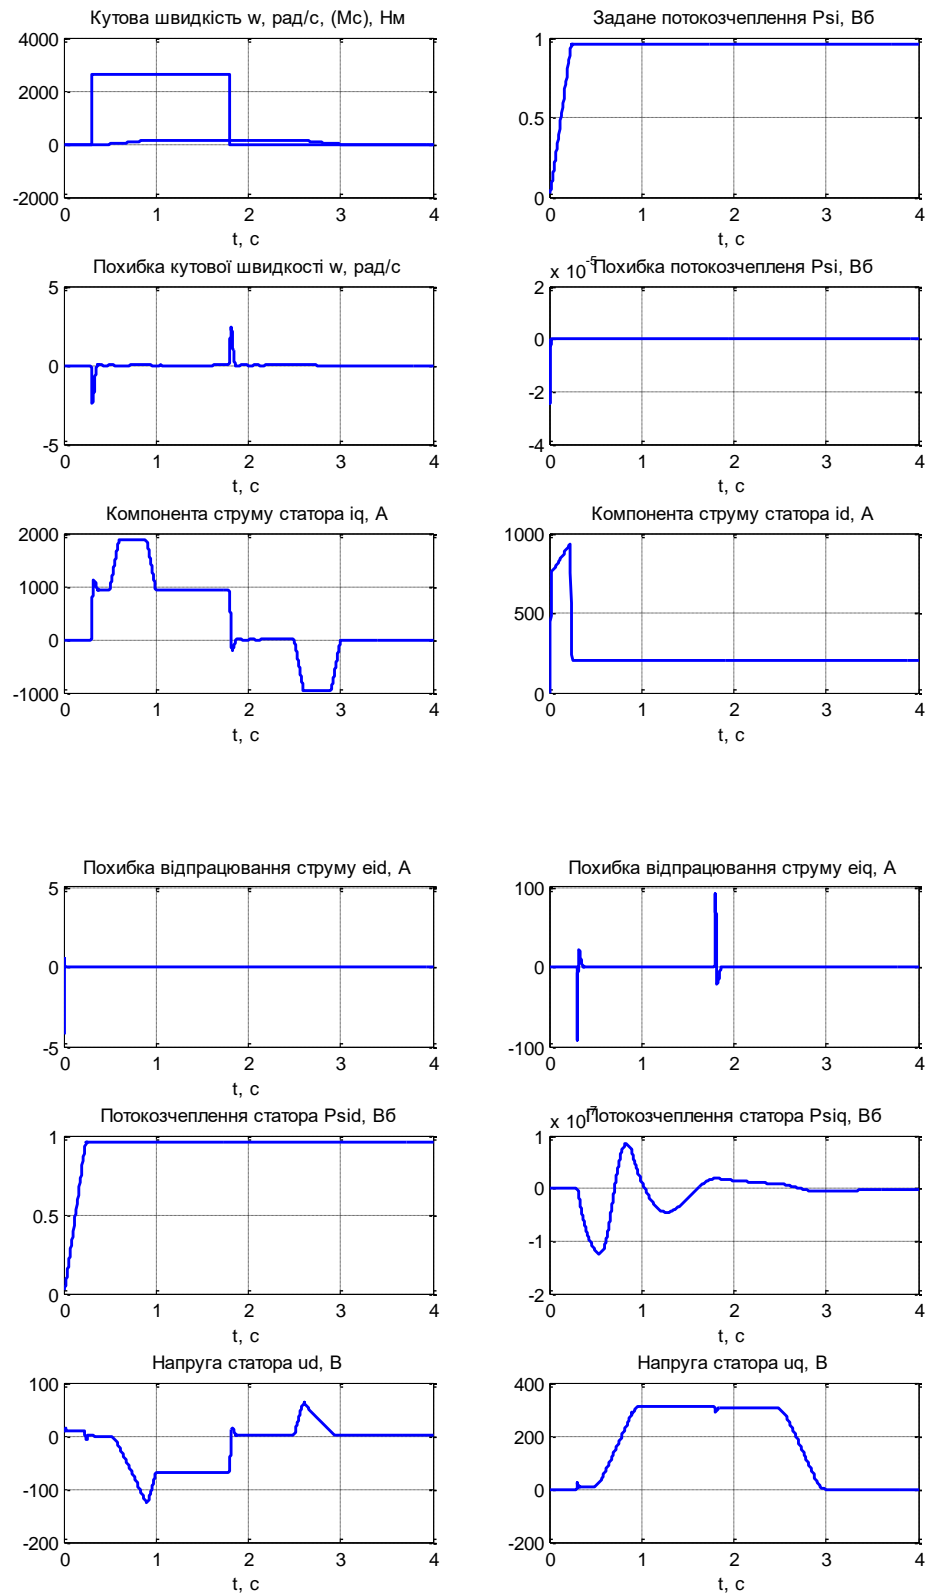 Кутова швидкість w, рад/с, (Мс), Нм
4000
2000
0
-2000
0 1 2 3 4
t, с
Задане потокозчеплення Psi, Вб
1
0.5
0
0 1 2 3 4
t, с
Похибка кутової швидкості w, рад/с
5
0
-5
0 1 2 3 4
t, с
x 10-5
Похибка потокозчепленя Psi, Вб
2
0
-2
-4
0 1 2 3 4
t, с
Компонента струму статора iq, А
2000
1000
0
-1000
0 1 2 3 4
t, с
Компонента струму статора id, А
1000
500
0
0 1 2 3 4
t, с
Похибка відпрацювання струму eid, А
5
0
-5
0 1 2 3 4
t, с
Похибка відпрацювання струму eiq, А
100
0
-100
0 1 2 3 4
Потокозчеплення статора Psid, Вб
1
0.5
0
0 1 2 3 4
t, с
x 10
Потокозчеплення статора Psiq, Вб
1
0
-1
-2
0 1 2 3 4
t, с
Напруга статора ud, В
100
0
-100
-200
0 1 2 3 4
t, с
Напруга статора uq, В
400
200
0
-200
0 1 2 3 4
t, с